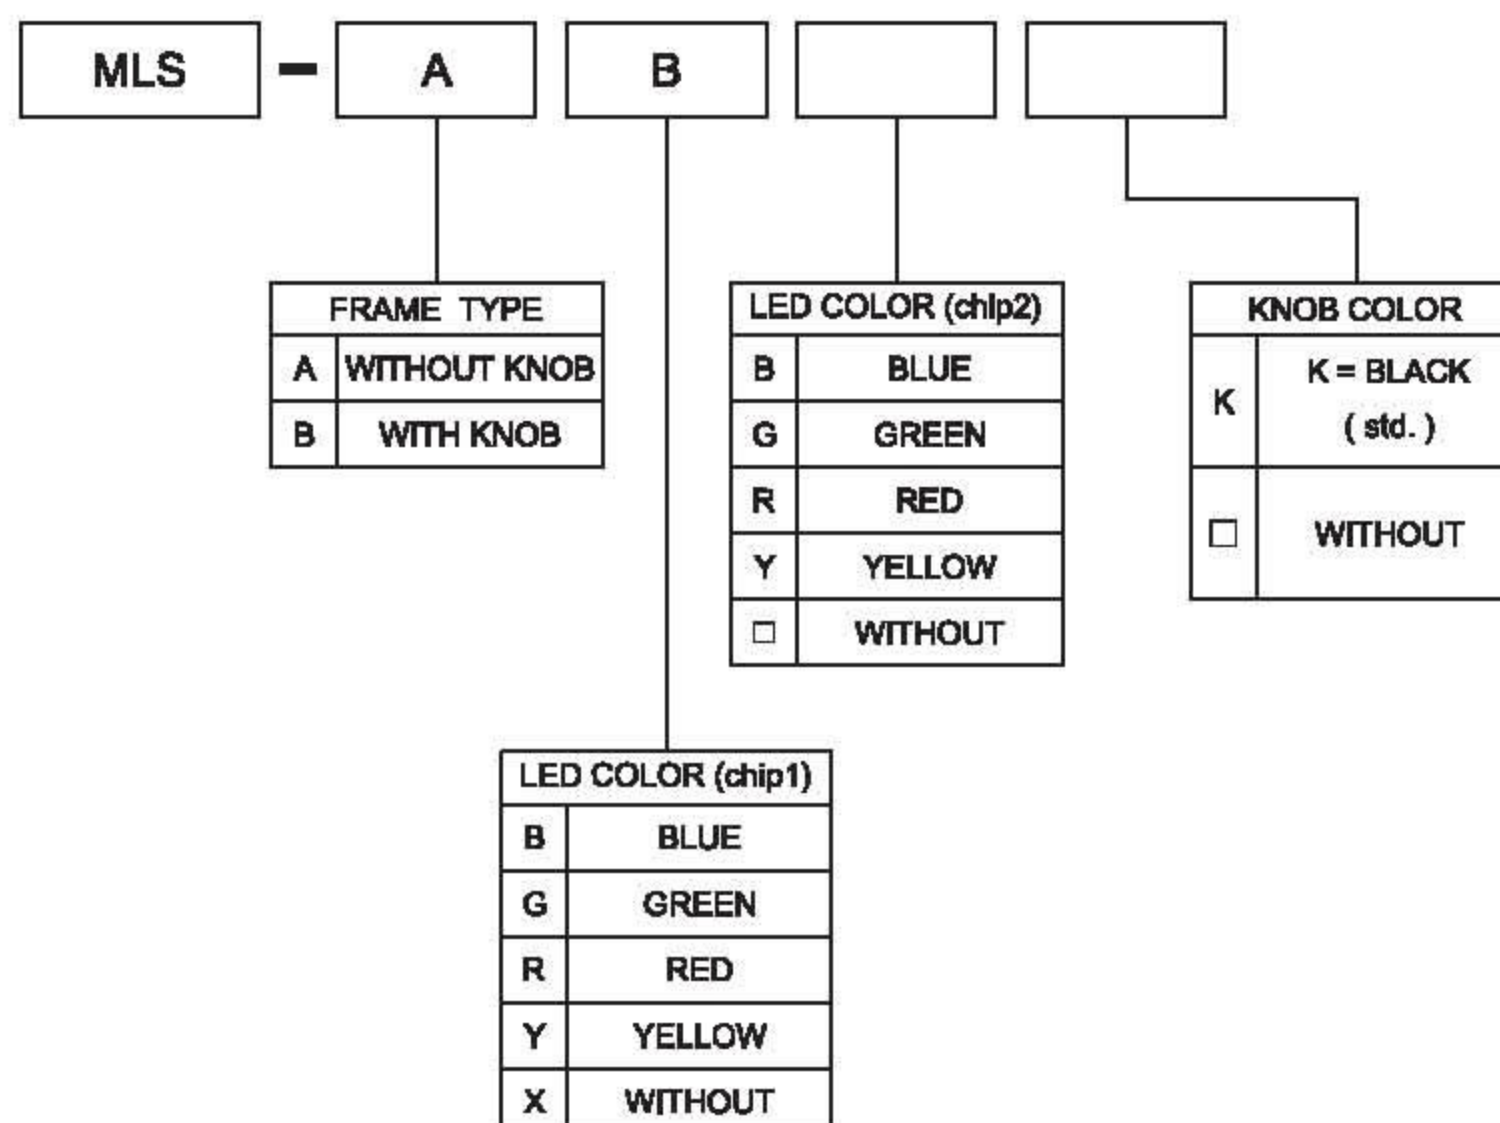 MLS - A B
FRAME TYPE
A WITHOUT KNOB
B WITH KNOB
LED COLOR (chip2)
B BLUE
G GREEN
R RED
Y YELLOW
□ WITHOUT
KNOB COLOR
K K = BLACK
( std. )
□ WITHOUT
LED COLOR (chip1)
B BLUE
G GREEN
R RED
Y YELLOW
X WITHOUT